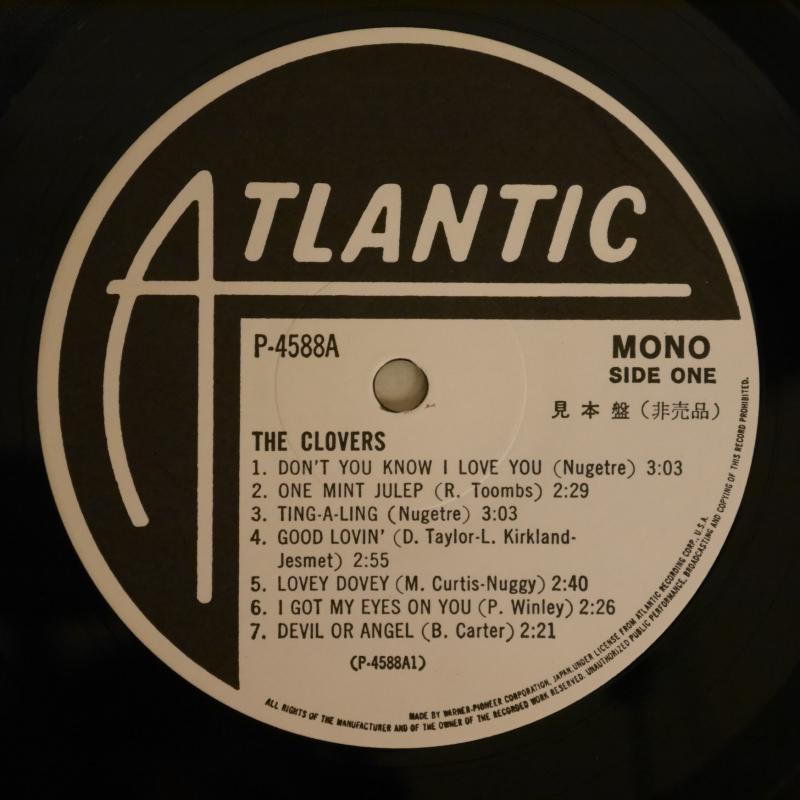 ATLANTIC
P-4588A
MONO
SIDE ONE
見本盤（非売品）
THE CLOVERS
1. DON'T YOU KNOW I LOVE YOU (Nugetre) 3:03
2. ONE MINT JULEP (R. Toombs) 2:29
3. TING-A-LING (Nugetre) 3:03
4. GOOD LOVIN' (D. Taylor-L. Kirkland-
Jesmet) 2:55
5. LOVEY DOVEY (M. Curtis-Nuggy) 2:40
6. I GOT MY EYES ON YOU (P. Winley) 2:26
7. DEVIL OR ANGEL (B. Carter) 2:21
(P-4588A1)
MADE BY WARNER-PIONEER CORPORATION, JAPAN, UNDER LICENSE FROM ATLANTIC RECORDING CORP., U.S.A.
ALL RIGHTS OF THE MANUFACTURER AND OF THE OWNER OF THE RECORDED WORK RESERVED. UNAUTHORIZED PUBLIC PERFORMANCE, BROADCASTING AND COPYING OF THIS RECORD PROHIBITED.